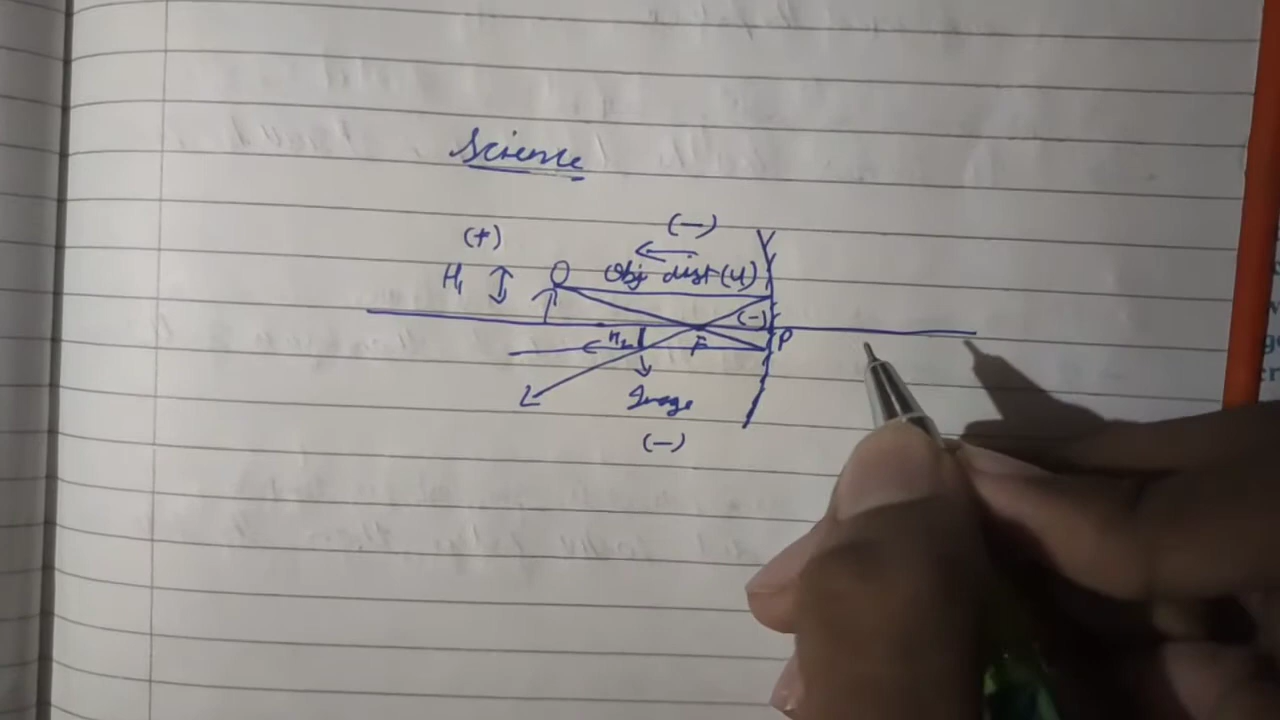 Science
(-)
(+)
H₁ O Obj dist (u)
(-)
H₂ F P
Image
(-)